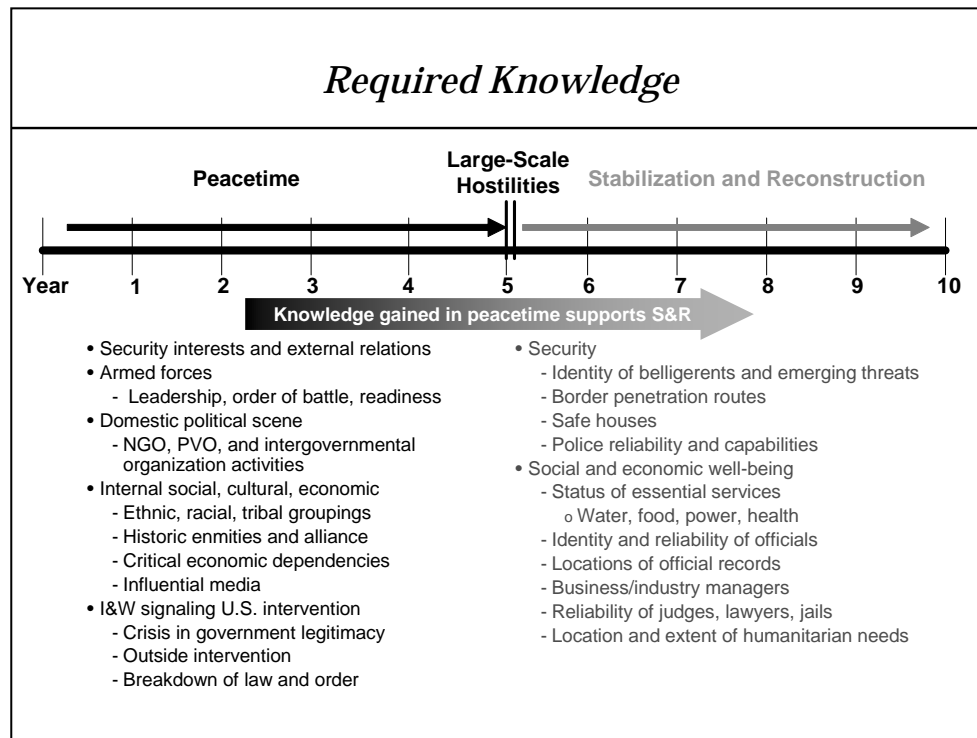 Required Knowledge
Peacetime
Large-Scale
Hostilities
Stabilization and Reconstruction
Year 1 2 3 4 5 6 7 8 9 10
Knowledge gained in peacetime supports S&R
• Security interests and external relations
• Armed forces
- Leadership, order of battle, readiness
• Domestic political scene
- NGO, PVO, and intergovernmental
organization activities
• Internal social, cultural, economic
- Ethnic, racial, tribal groupings
- Historic enmities and alliance
- Critical economic dependencies
- Influential media
• I&W signaling U.S. intervention
- Crisis in government legitimacy
- Outside intervention
- Breakdown of law and order
• Security
- Identity of belligerents and emerging threats
- Border penetration routes
- Safe houses
- Police reliability and capabilities
• Social and economic well-being
- Status of essential services
o Water, food, power, health
- Identity and reliability of officials
- Locations of official records
- Business/industry managers
- Reliability of judges, lawyers, jails
- Location and extent of humanitarian needs